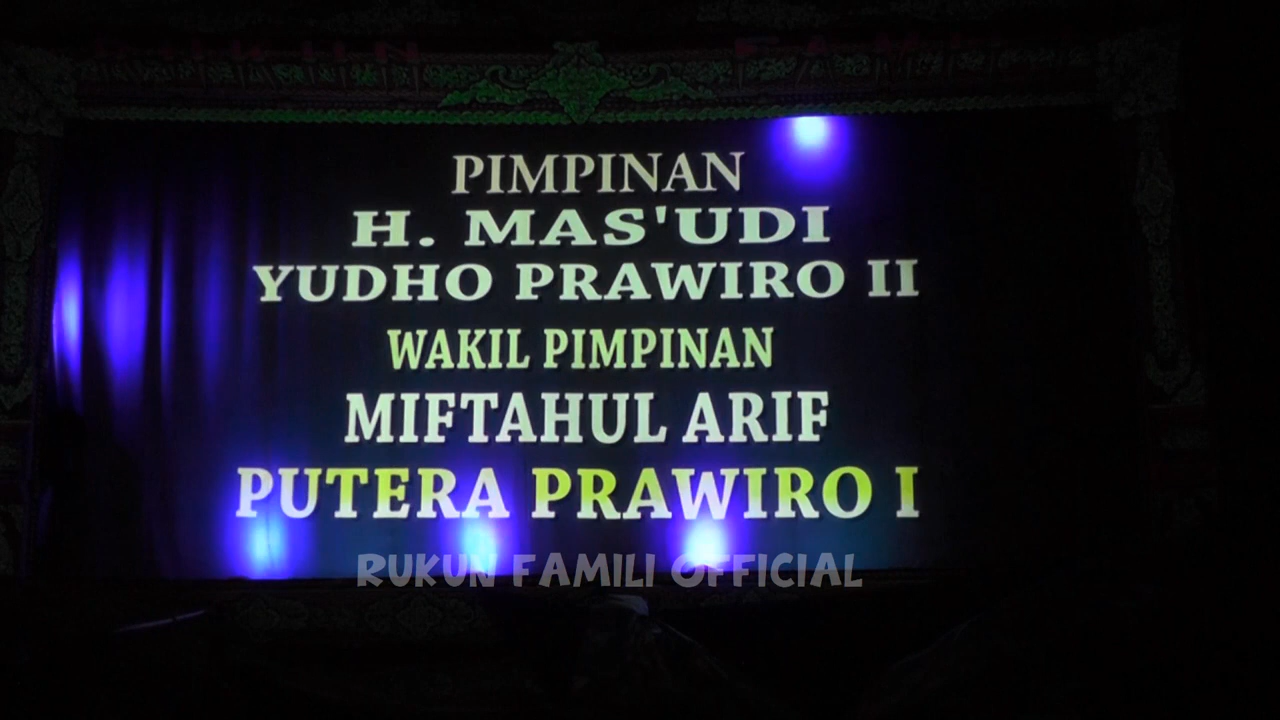 PIMPINAN
H. MAS'UDI
YUDHO PRAWIRO II
WAKIL PIMPINAN
MIFTAHUL ARIF
PUTERA PRAWIRO I
RUKUN FAMILI OFFICIAL